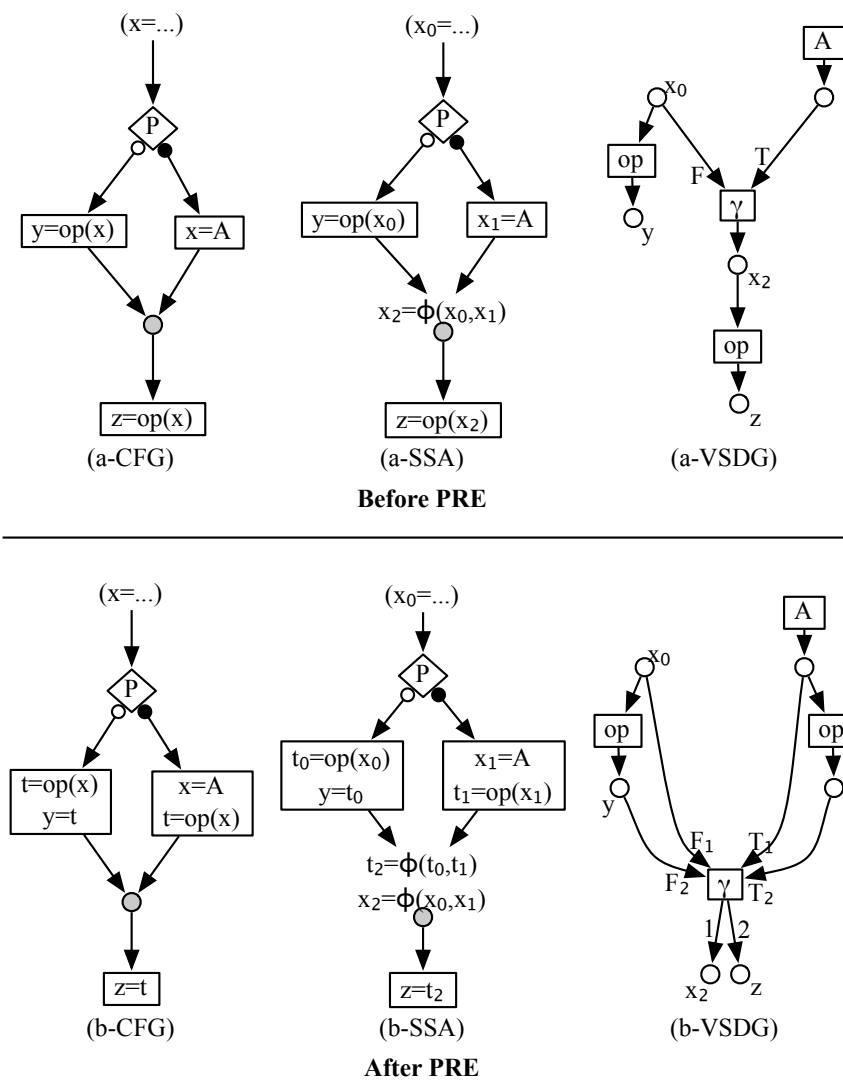 (x=...)
P
y=op(x)
x=A
z=op(x)
(a-CFG)
(x₀=...)
P
y=op(x₀)
x₁=A
x₂=ϕ(x₀,x₁)
z=op(x₂)
(a-SSA)
A
x₀
op
F
T
γ
y
x₂
op
z
(a-VSDG)
Before PRE
(x=...)
P
t=op(x)
y=t
x=A
t=op(x)
z=t
(b-CFG)
(x₀=...)
P
t₀=op(x₀)
y=t₀
x₁=A
t₁=op(x₁)
t₂=ϕ(t₀,t₁)
x₂=ϕ(x₀,x₁)
z=t₂
(b-SSA)
A
x₀
op
op
y
F₁
T₁
F₂
γ
T₂
1
2
x₂
z
(b-VSDG)
After PRE